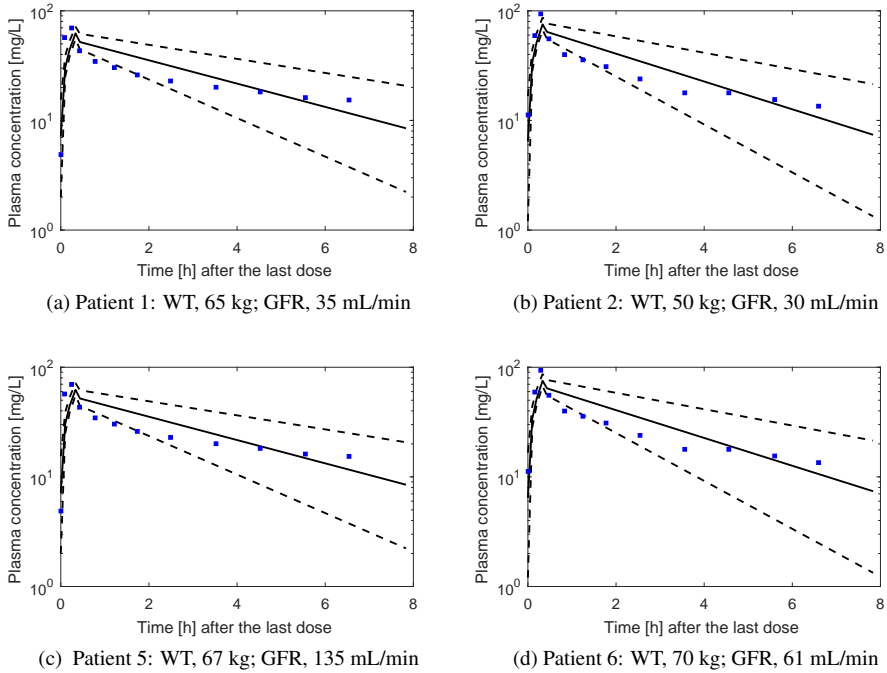 10^2
10^1
10^0
Plasma concentration [mg/L]
0 2 4 6 8
Time [h] after the last dose
(a) Patient 1: WT, 65 kg; GFR, 35 mL/min
10^2
10^1
10^0
Plasma concentration [mg/L]
0 2 4 6 8
Time [h] after the last dose
(b) Patient 2: WT, 50 kg; GFR, 30 mL/min
10^2
10^1
10^0
Plasma concentration [mg/L]
0 2 4 6 8
Time [h] after the last dose
(c) Patient 5: WT, 67 kg; GFR, 135 mL/min
10^2
10^1
10^0
Plasma concentration [mg/L]
0 2 4 6 8
Time [h] after the last dose
(d) Patient 6: WT, 70 kg; GFR, 61 mL/min